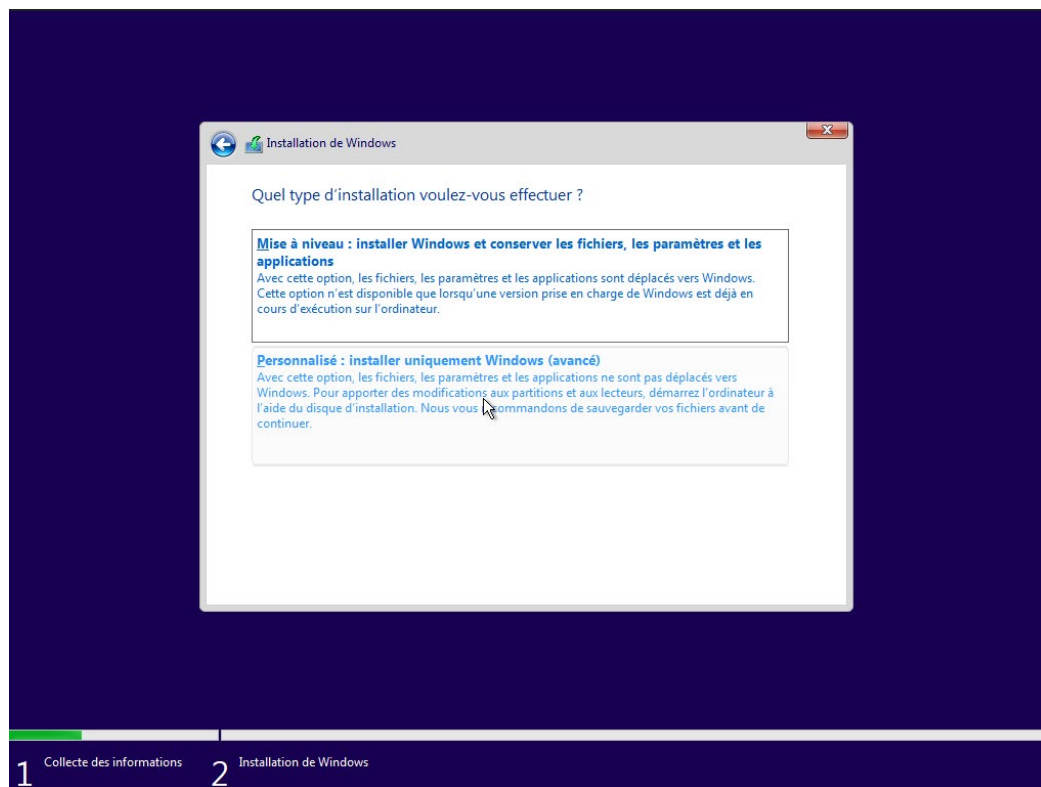 Installation de Windows
Quel type d'installation voulez-vous effectuer ?
Mise à niveau : installer Windows et conserver les fichiers, les paramètres et les
applications
Avec cette option, les fichiers, les paramètres et les applications sont déplacés vers Windows.
Cette option n'est disponible que lorsqu'une version prise en charge de Windows est déjà en
cours d'exécution sur l'ordinateur.
Personnalisé : installer uniquement Windows (avancé)
Avec cette option, les fichiers, les paramètres et les applications ne sont pas déplacés vers
Windows. Pour apporter des modifications aux partitions et aux lecteurs, démarrez l'ordinateur à
l'aide du disque d'installation. Nous vous recommandons de sauvegarder vos fichiers avant de
continuer.
1 Collecte des informations 2 Installation de Windows